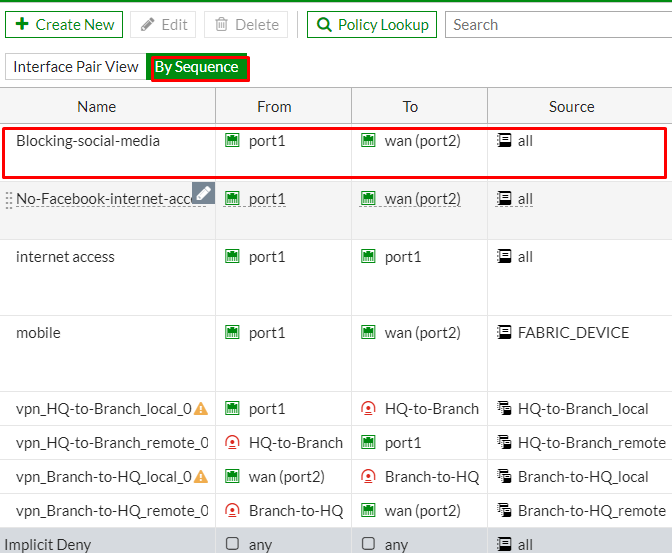 Create New Edit Delete Policy Lookup Search
Interface Pair View By Sequence
Name From To Source
Blocking-social-media port1 wan (port2) all
No-Facebook-internet-acc port1 wan (port2) all
internet access port1 port1 all
mobile port1 wan (port2) FABRIC_DEVICE
vpn_HQ-to-Branch_local_0 port1 HQ-to-Branch HQ-to-Branch_local
vpn_HQ-to-Branch_remote_0 HQ-to-Branch port1 HQ-to-Branch_remote
vpn_Branch-to-HQ_local_0 wan (port2) Branch-to-HQ Branch-to-HQ_local
vpn_Branch-to-HQ_remote_0 Branch-to-HQ wan (port2) Branch-to-HQ_remote
Implicit Deny any any all